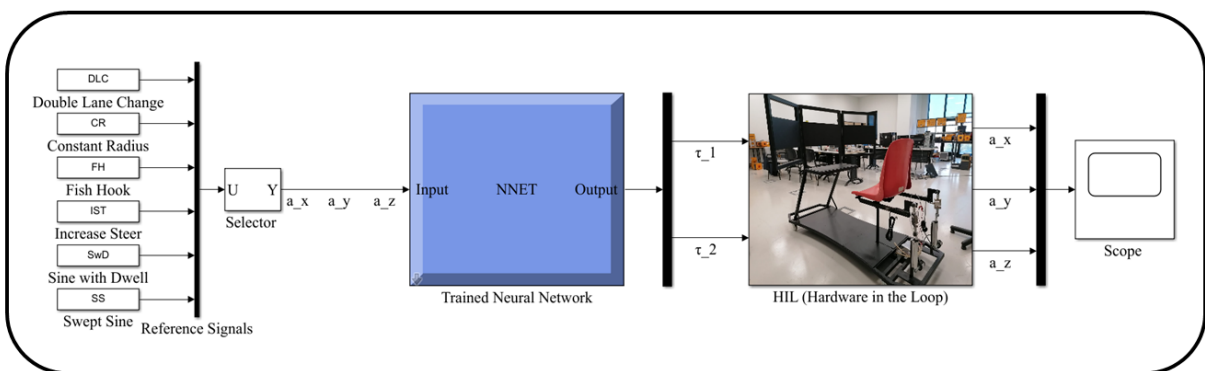 DLC
Double Lane Change
CR
Constant Radius
FH
Fish Hook
IST
Increase Steer
SwD
Sine with Dwell
SS
Swept Sine
Reference Signals
U Y
Selector
a_x a_y a_z
Input NNET Output
Trained Neural Network
τ_1
τ_2
HIL (Hardware in the Loop)
a_x
a_y
a_z
Scope